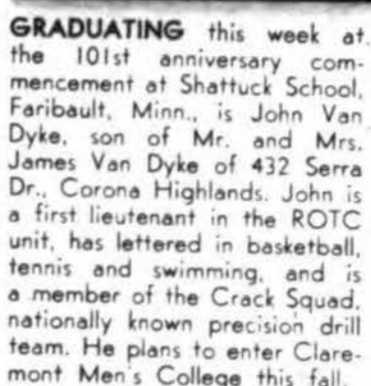 GRADUATING this week at
the 101st anniversary com-
mencement at Shattuck School,
Faribault, Minn., is John Van
Dyke, son of Mr. and Mrs.
James Van Dyke of 432 Serra
Dr., Corona Highlands. John is
a first lieutenant in the ROTC
unit, has lettered in basketball,
tennis and swimming, and is
a member of the Crack Squad,
nationally known precision drill
team. He plans to enter Clare-
mont Men's College this fall.